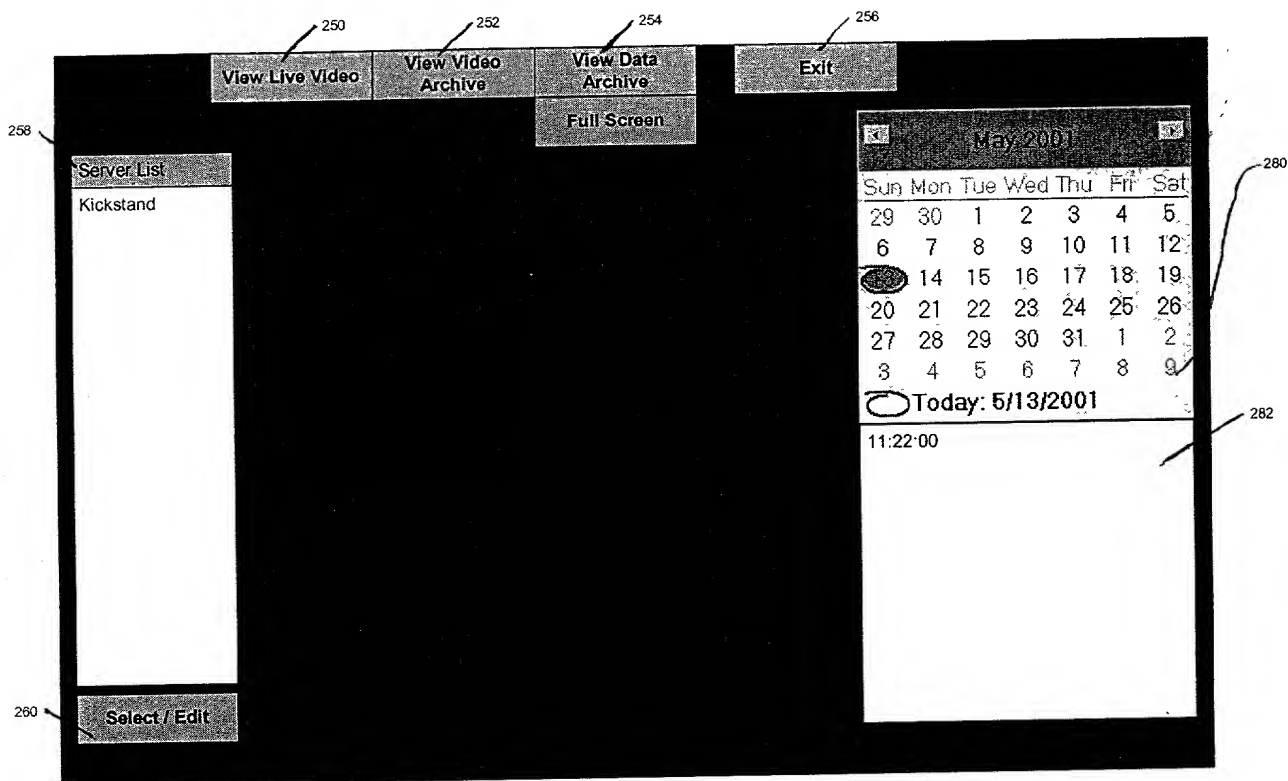 250
252
254
256
View Live Video
View Video
Archive
View Data
Archive
Exit
Full Screen
258
Server List
Kickstand
May 2001
280
Sun Mon Tue Wed Thu Fri Sat
29 30 1 2 3 4 5
6 7 8 9 10 11 12
13 14 15 16 17 18 19
20 21 22 23 24 25 26
27 28 29 30 31 1 2
3 4 5 6 7 8 9
Today: 5/13/2001
282
11:22:00
260
Select / Edit